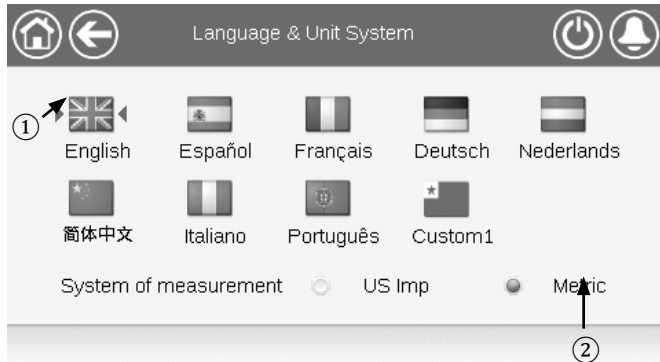 Language & Unit System
①
English Español Français Deutsch Nederlands
简体中文 Italiano Português Custom1
System of measurement US Imp Metric
②